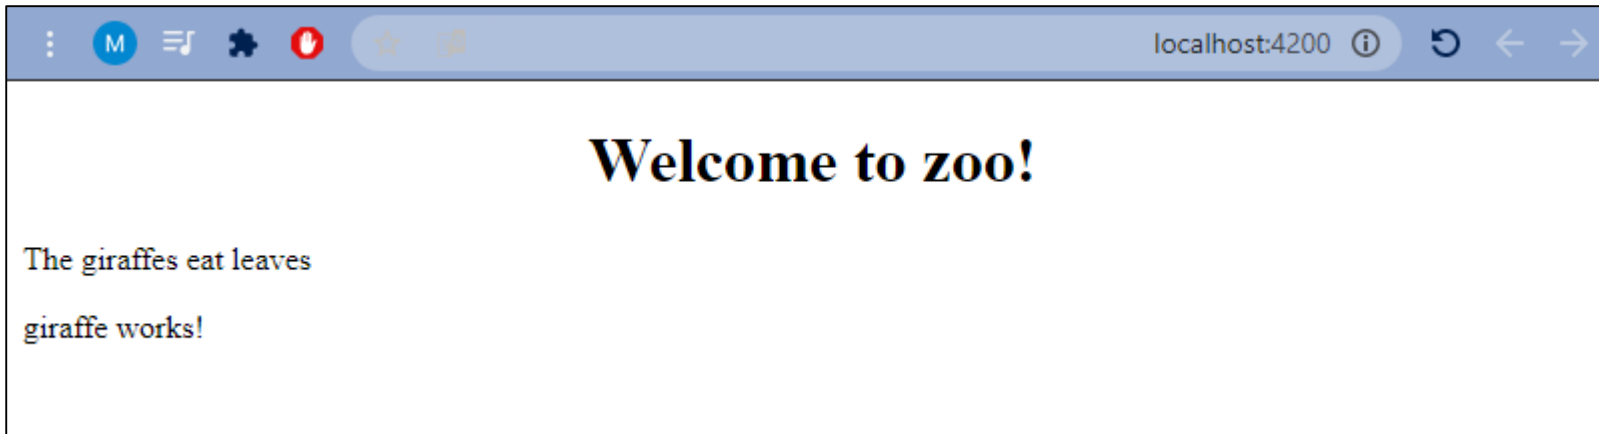 M localhost:4200
Welcome to zoo!
The giraffes eat leaves
giraffe works!